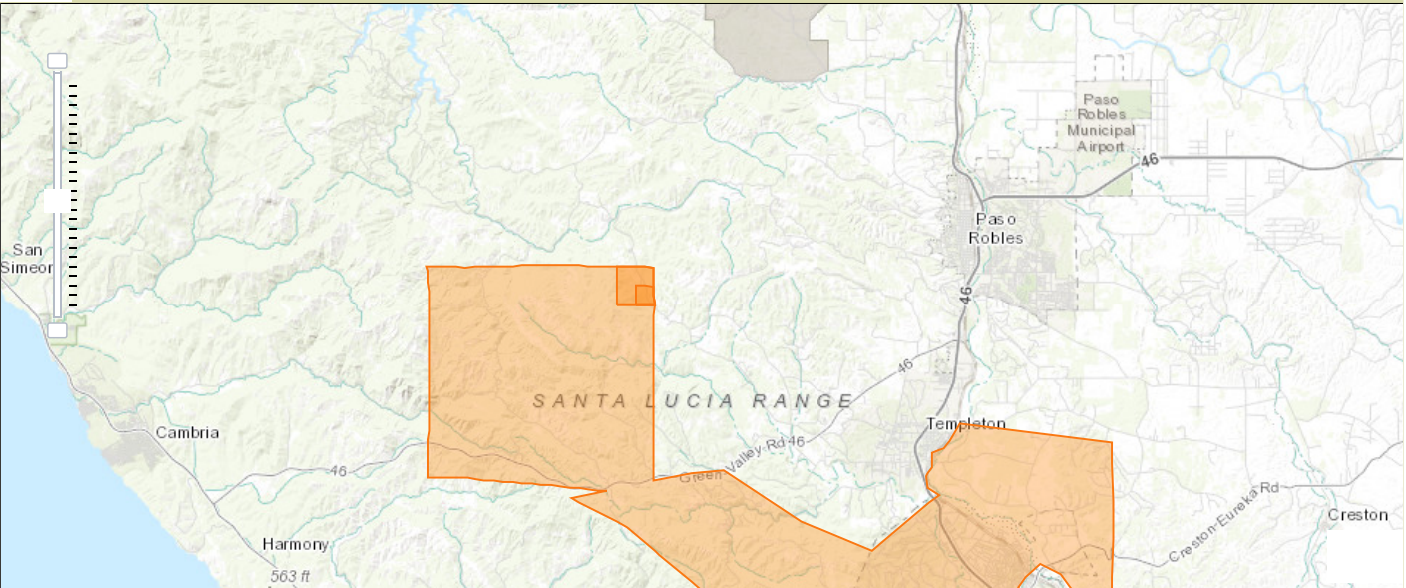 Paso
Robles
Municipal
Airport
46
Paso
Robles
San
Simeon
46
46
SANTA LUCIA RANGE
Templeton
Cambria
Green Valley Rd 46
46
Creston-Eureka Rd
Creston
Harmony
563 ft